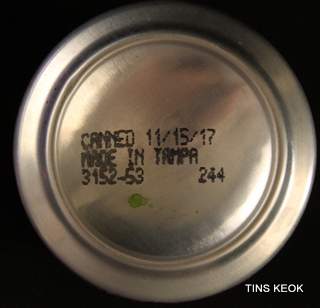 CANNED 11/15/17
MADE IN TAMPA
3152-53 244
TINS KEOK